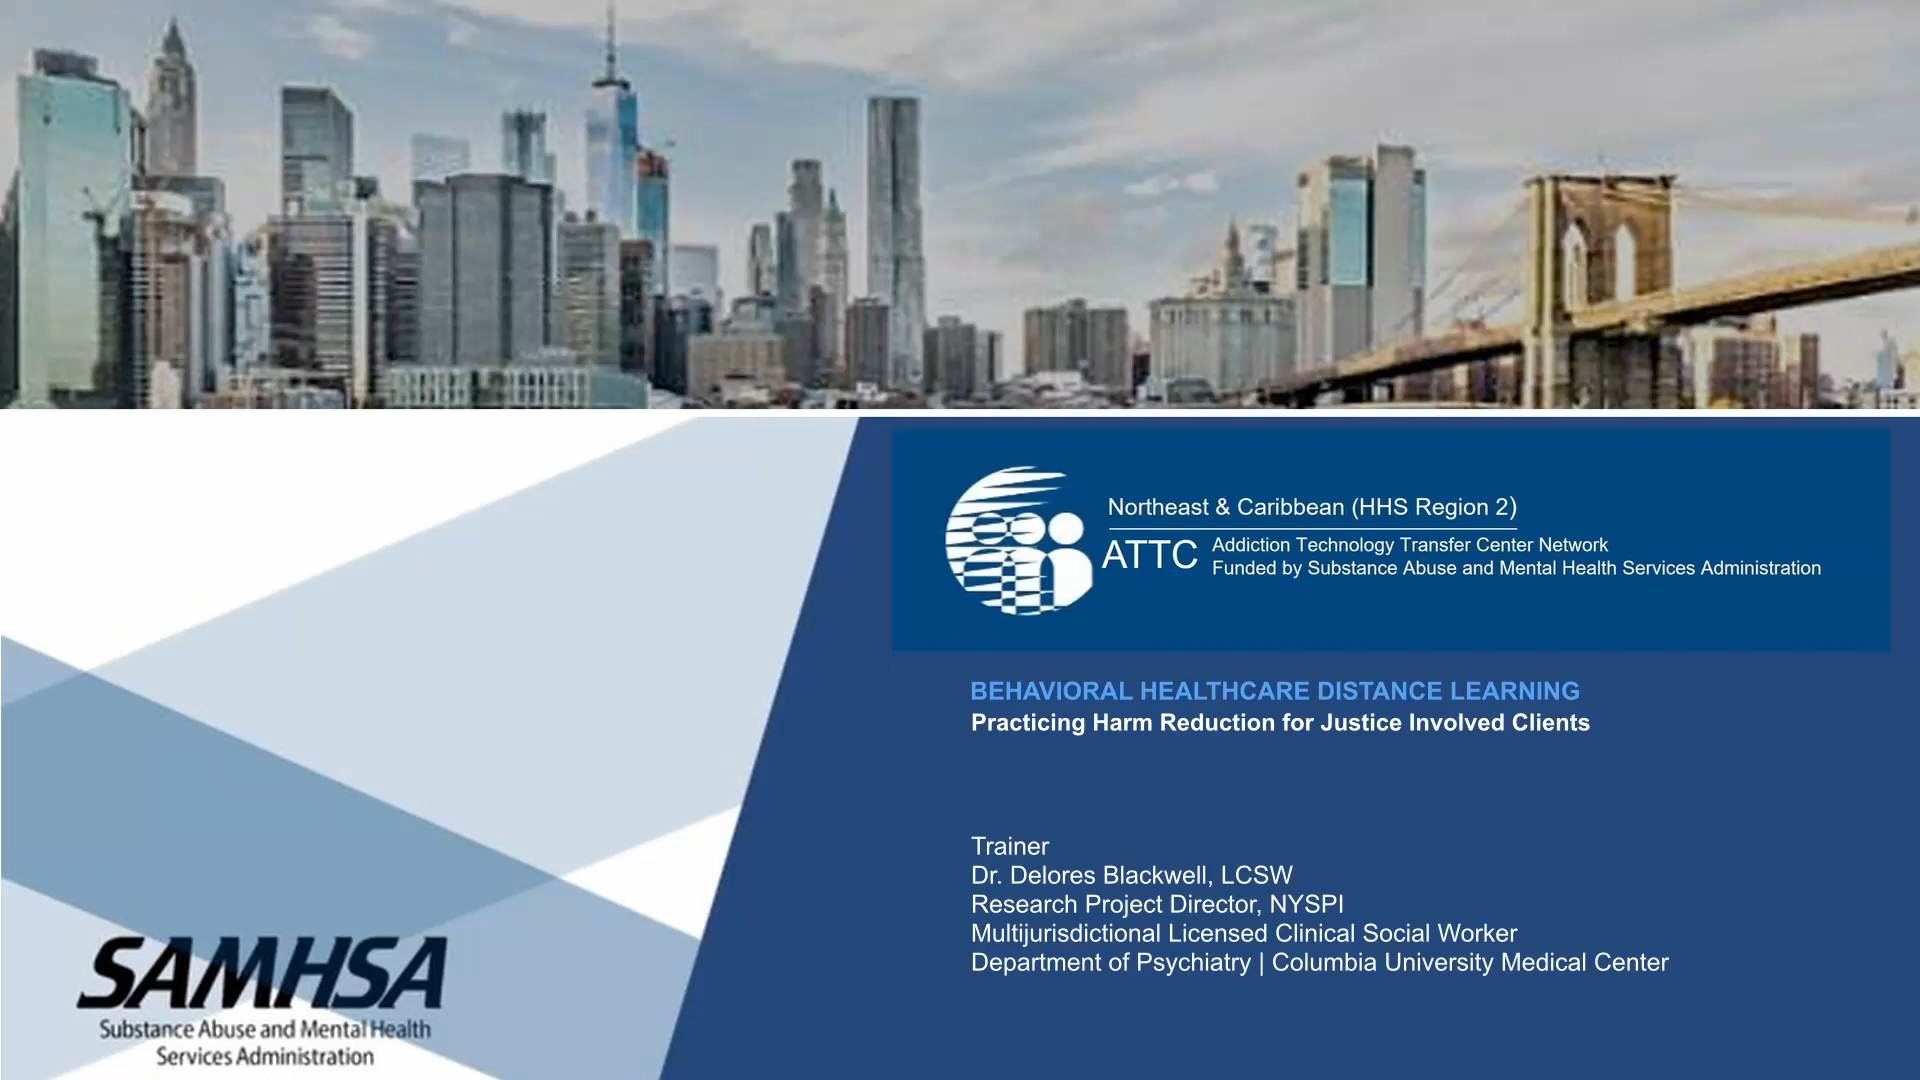 Northeast & Caribbean (HHS Region 2)
ATTC
Addiction Technology Transfer Center Network
Funded by Substance Abuse and Mental Health Services Administration
BEHAVIORAL HEALTHCARE DISTANCE LEARNING
Practicing Harm Reduction for Justice Involved Clients
Trainer
Dr. Delores Blackwell, LCSW
Research Project Director, NYSPI
Multijurisdictional Licensed Clinical Social Worker
Department of Psychiatry | Columbia University Medical Center
SAMHSA
Substance Abuse and Mental Health
Services Administration